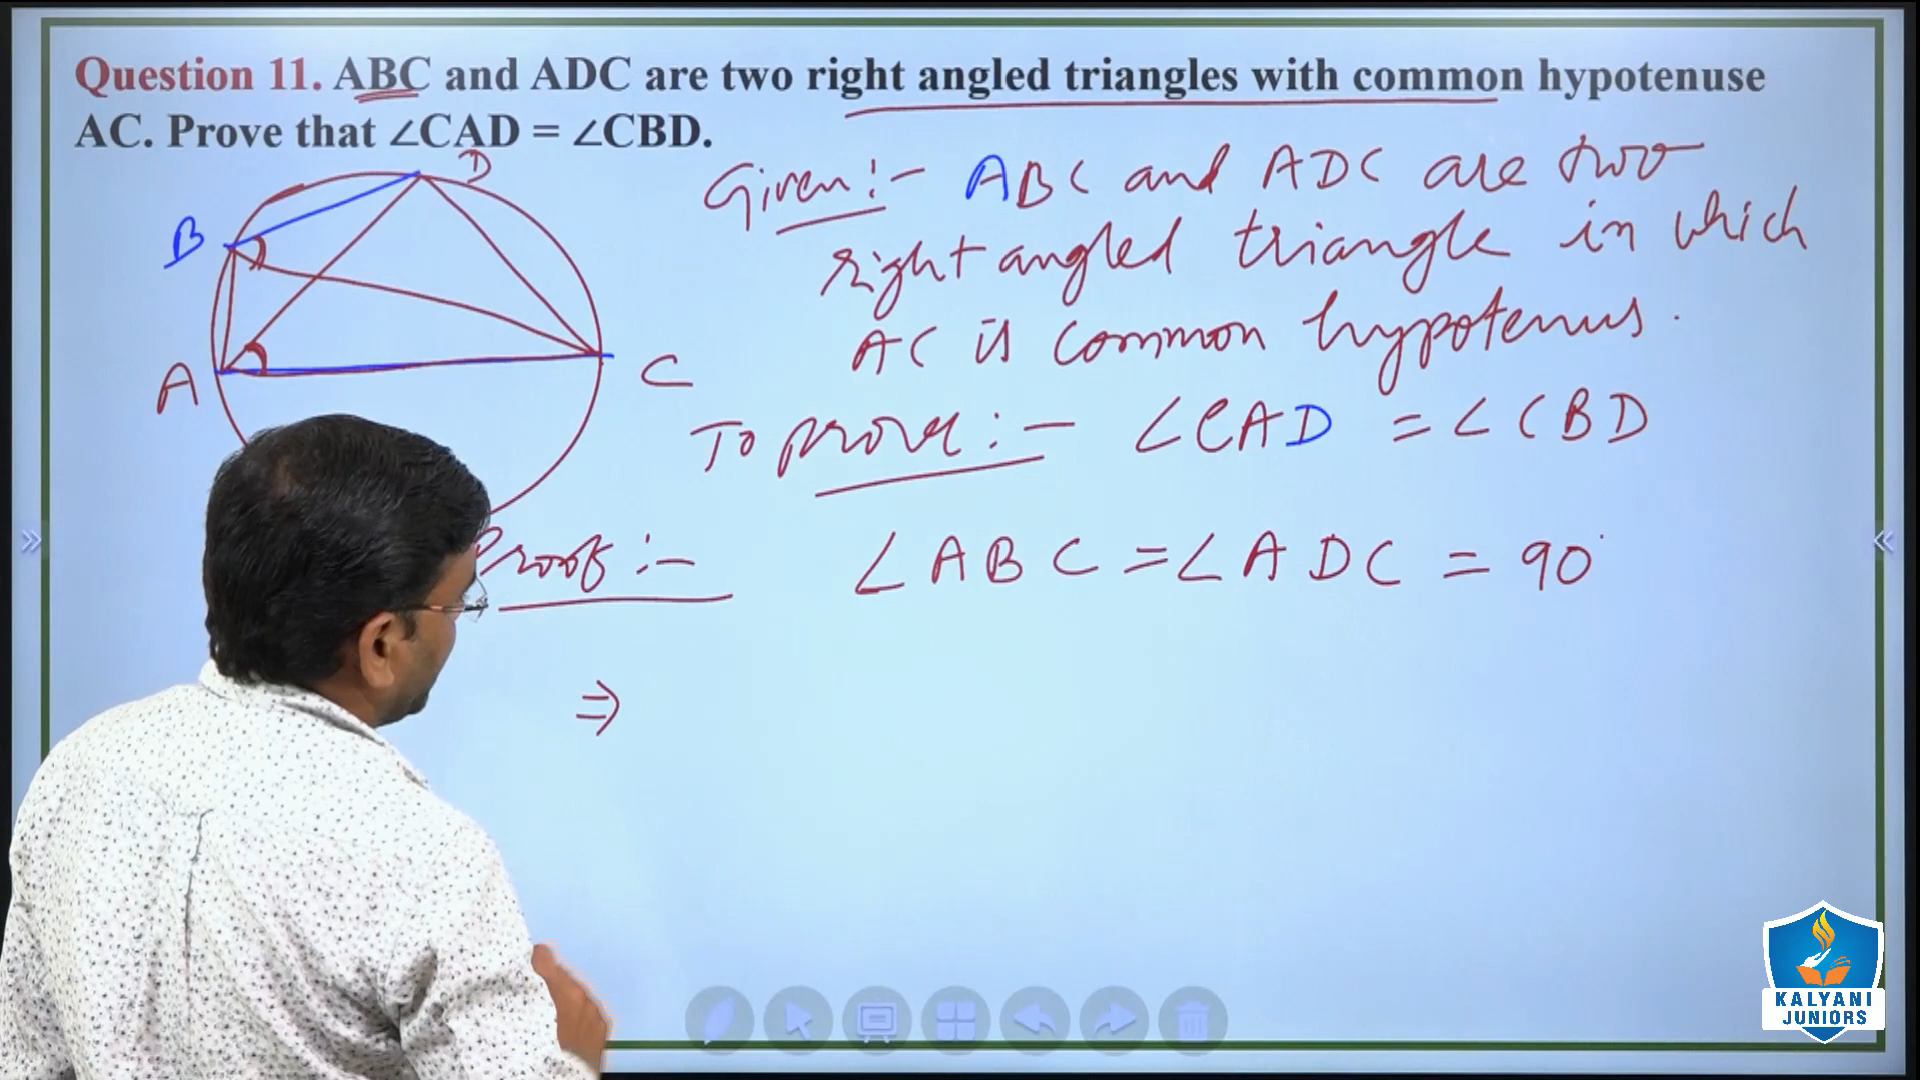 Question 11. ABC and ADC are two right angled triangles with common hypotenuse
AC. Prove that ∠CAD = ∠CBD.
D
B
A
C
Given :- ABC and ADC are two
right angled triangle in which
AC is common hypotenus.
To prove :- ∠CAD = ∠CBD
Proof :- ∠ABC = ∠ADC = 90°
⇒
KALYANI
JUNIORS